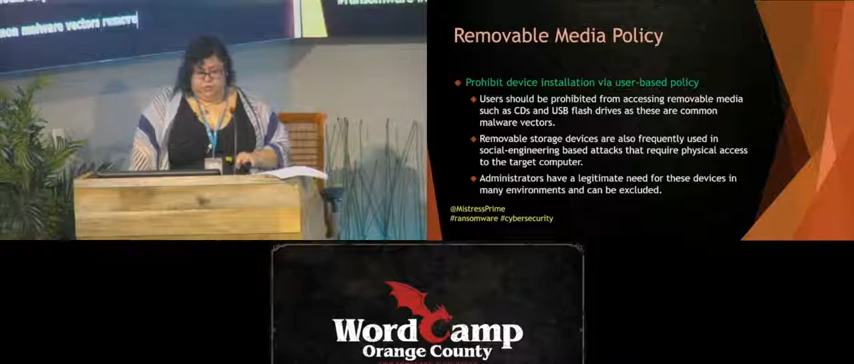 non malware vectors remove
Removable Media Policy
Prohibit device installation via user-based policy
Users should be prohibited from accessing removable media
such as CDs and USB flash drives as these are common
malware vectors.
Removable storage devices are also frequently used in
social-engineering based attacks that require physical access
to the target computer.
Administrators have a legitimate need for these devices in
many environments and can be excluded.
@MistressPrime
#ransomware #cybersecurity
WordCamp
Orange County